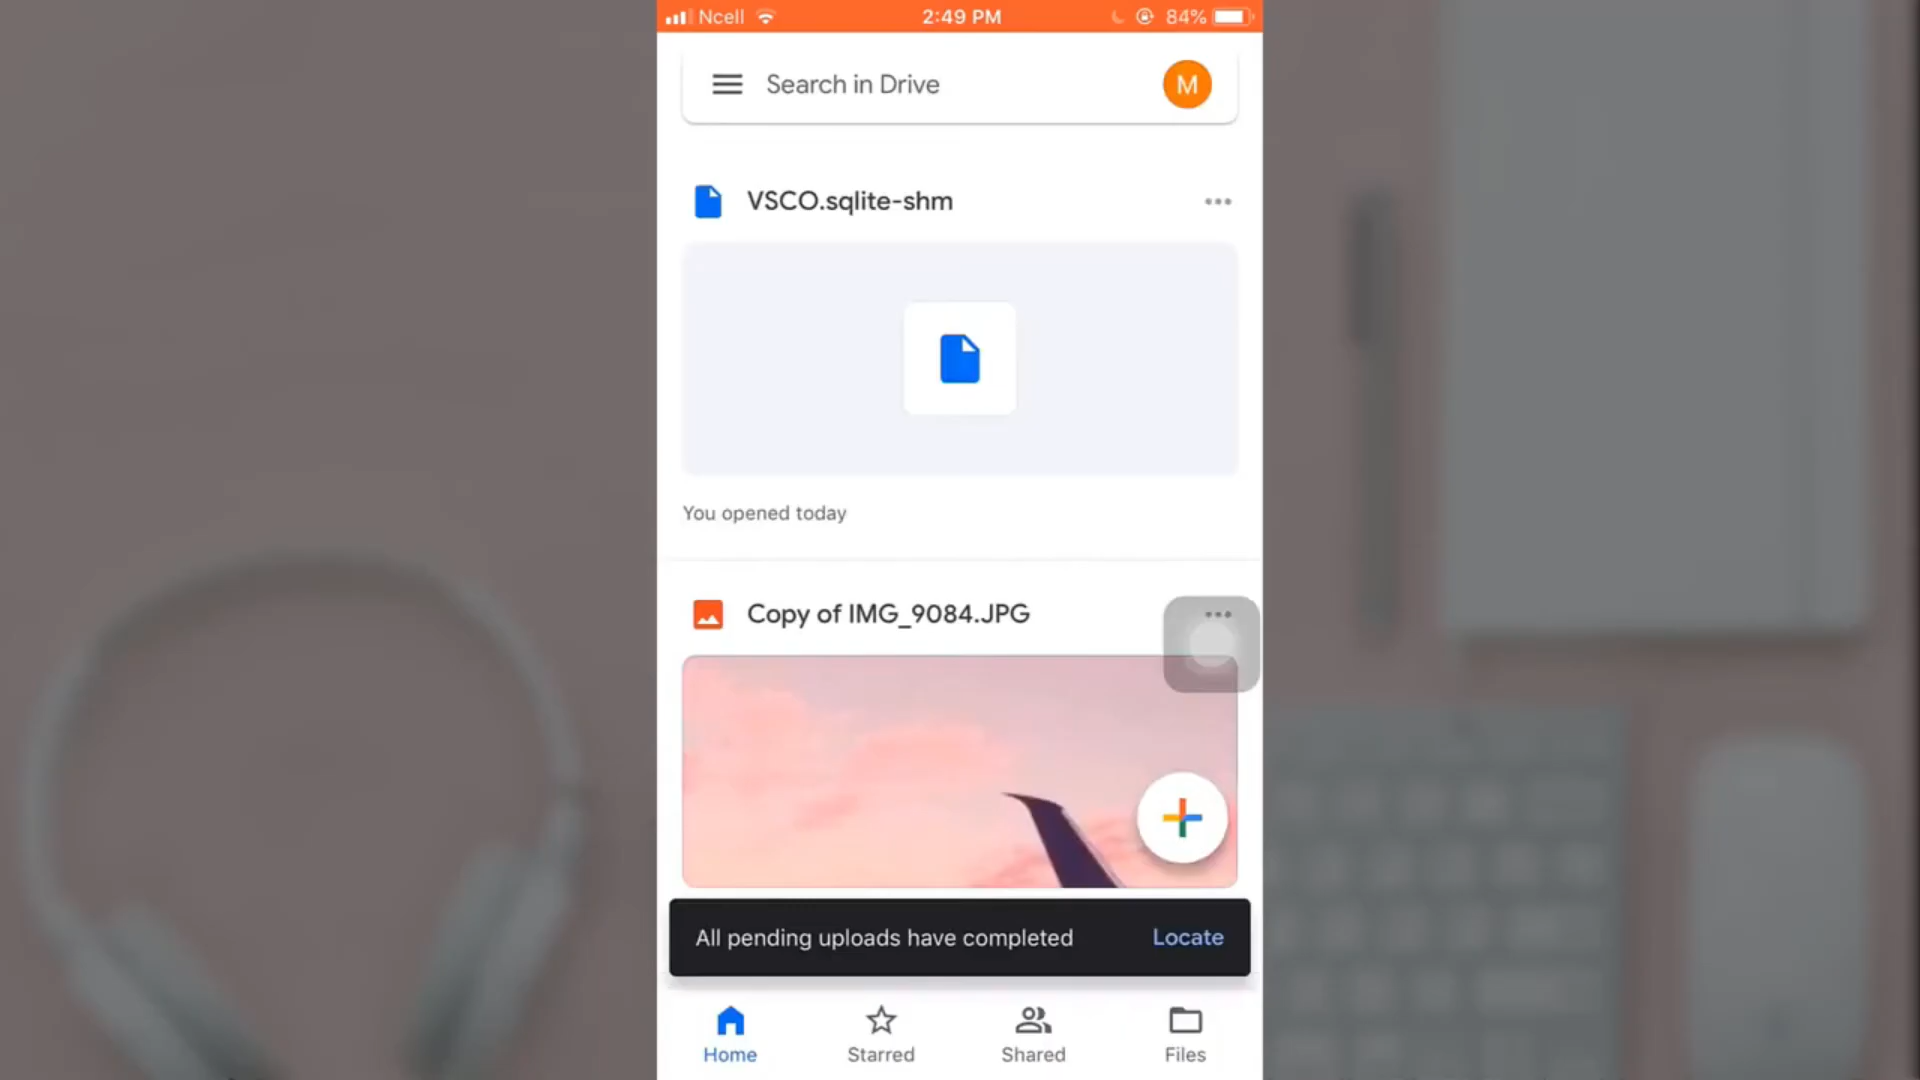 Ncell 2:49 PM 84%
Search in Drive M
VSCO.sqlite-shm
You opened today
Copy of IMG_9084.JPG
All pending uploads have completed Locate
Home Starred Shared Files